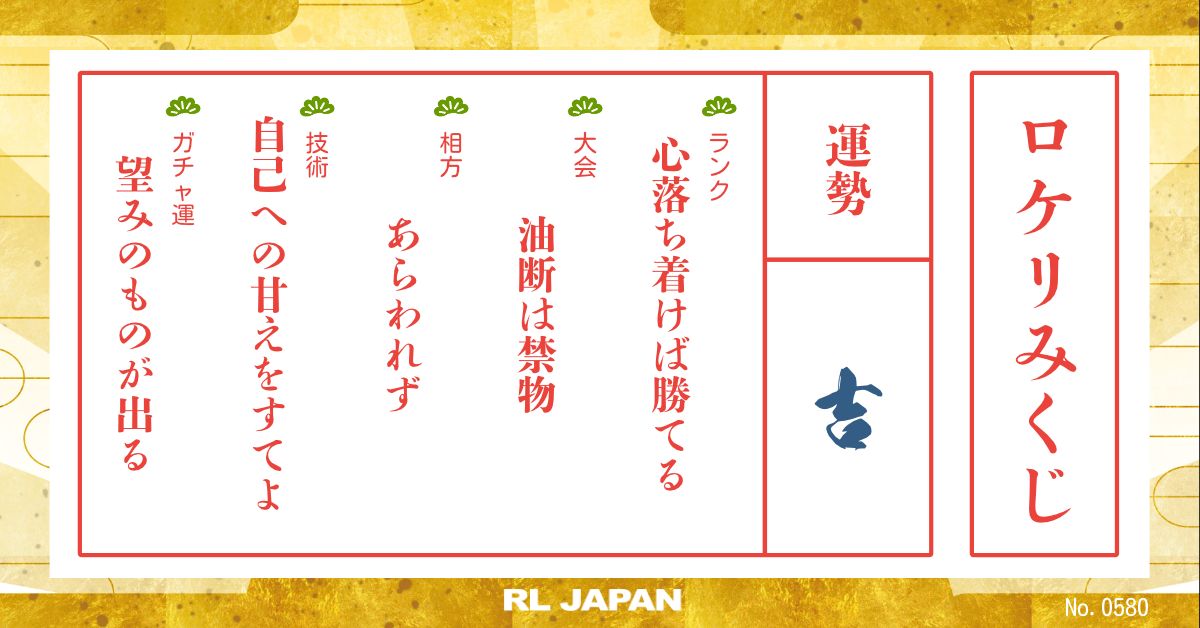 ロケリみくじ
運勢
吉
ランク
心落ち着けば勝てる
大会
油断は禁物
相方
あらわれず
技術
自己への甘えをすてよ
ガチャ運
望みのものが出る
RL JAPAN
No. 0580